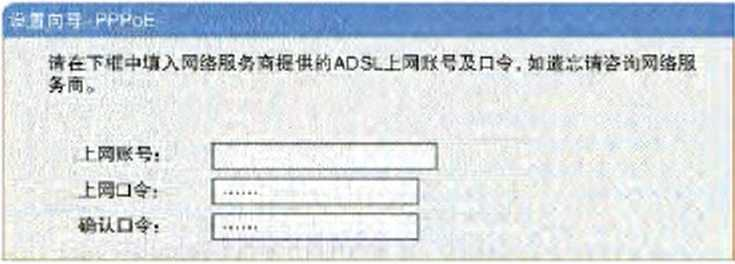 设置向导-PPPoE
请在下框中填入网络服务商提供的ADSL上网账号及口令，如遗忘请咨询网络服
务商。
上网账号：
上网口令：
······
确认口令：
······